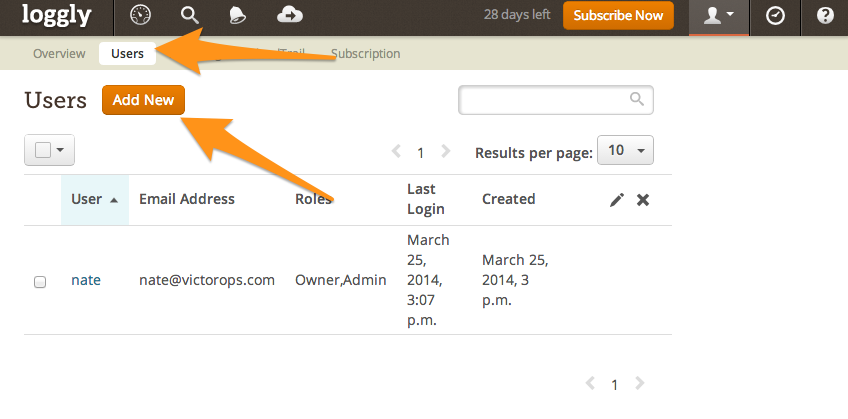 loggly
28 days left
Subscribe Now
Overview
Users
Subscription
Users
Add New
1
Results per page:
10
User
Email Address
Roles
Last
Login
Created
nate
nate@victorops.com
Owner,Admin
March
25,
2014,
3:07
p.m.
March 25,
2014, 3
p.m.
1